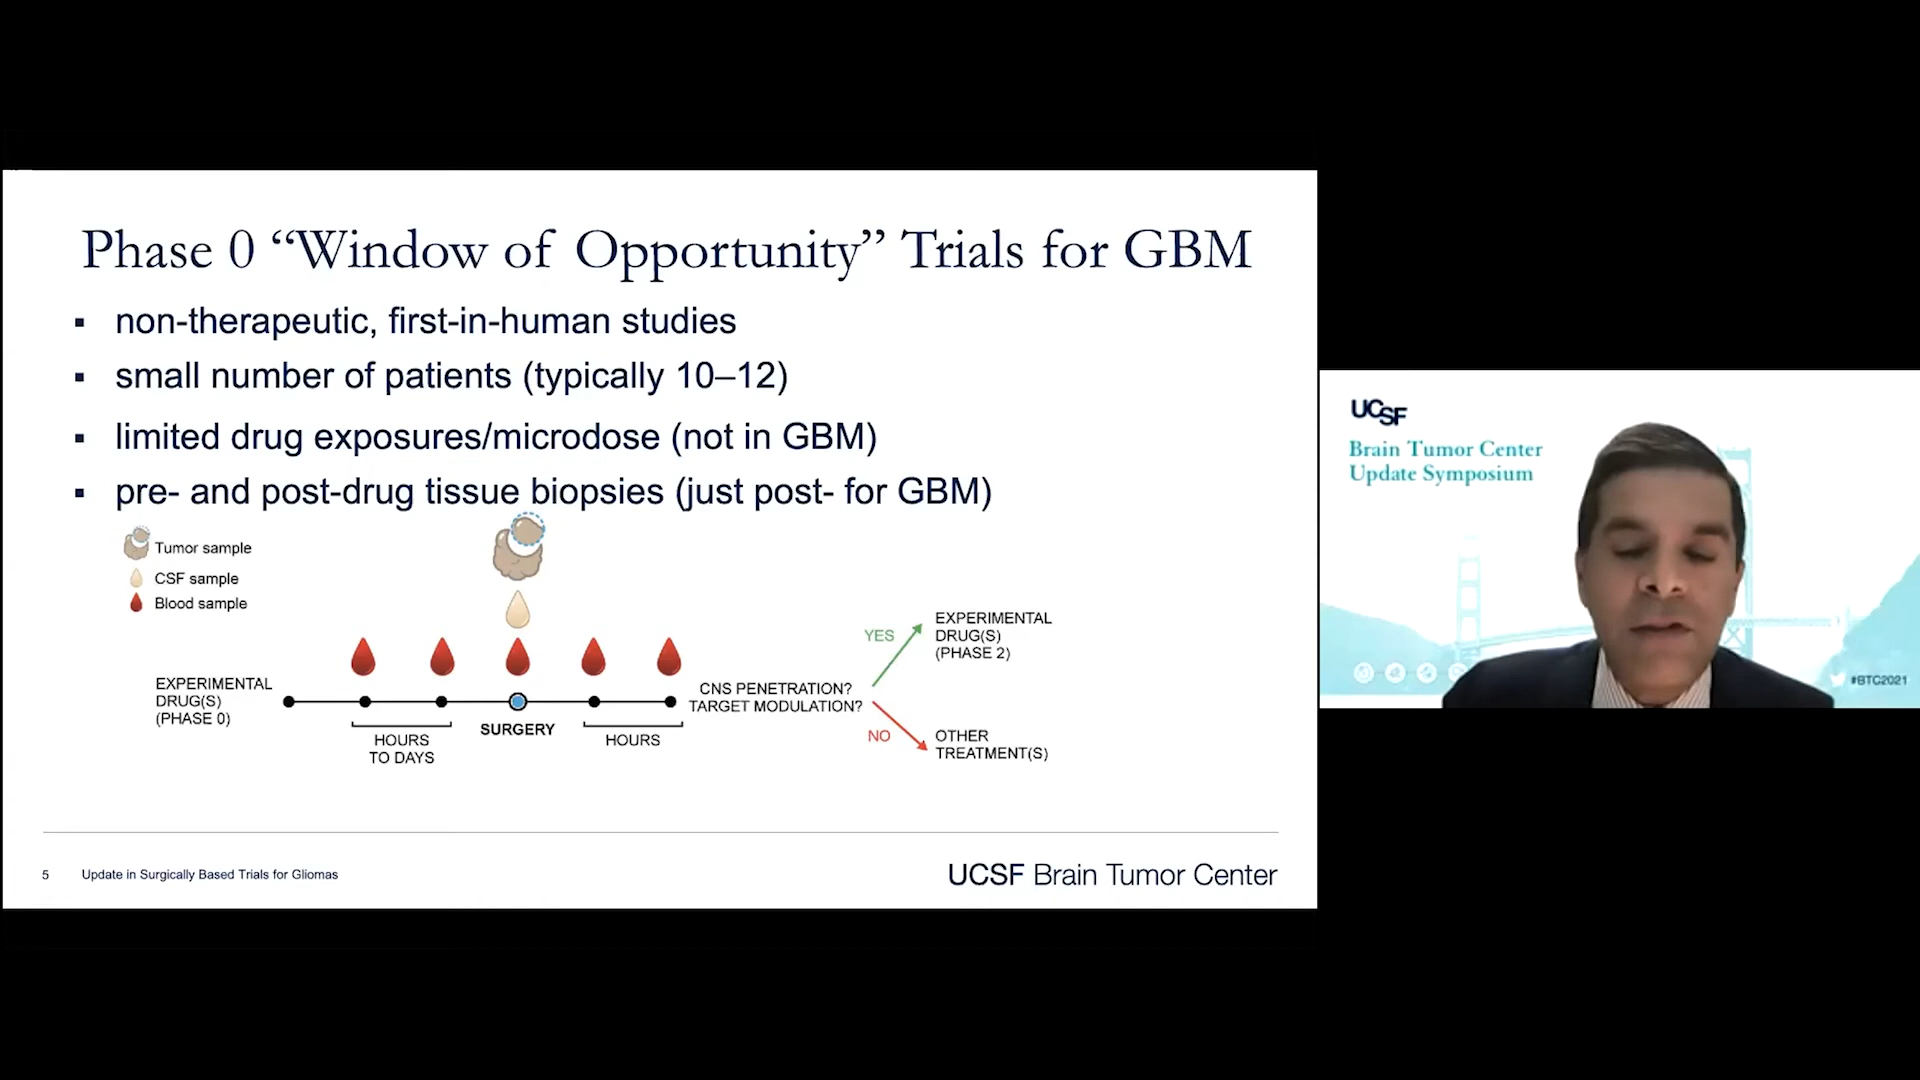 Phase 0 “Window of Opportunity” Trials for GBM
▪ non-therapeutic, first-in-human studies
▪ small number of patients (typically 10–12)
▪ limited drug exposures/microdose (not in GBM)
▪ pre- and post-drug tissue biopsies (just post- for GBM)
Tumor sample
CSF sample
Blood sample
EXPERIMENTAL
DRUG(S)
(PHASE 0)
HOURS
TO DAYS
SURGERY
HOURS
CNS PENETRATION?
TARGET MODULATION?
YES
EXPERIMENTAL
DRUG(S)
(PHASE 2)
NO
OTHER
TREATMENT(S)
5 Update in Surgically Based Trials for Gliomas
UCSF Brain Tumor Center
UCSF
Brain Tumor Center
Update Symposium
#BTC2021